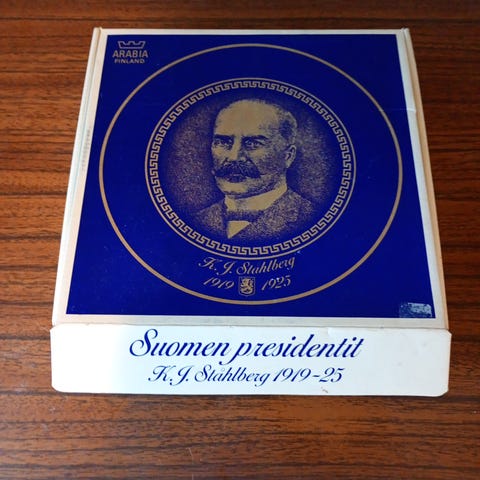 ARABIA
FINLAND
K. J. Ståhlberg
1919 1925
Suomen presidentit
K. J. Ståhlberg 1919-25